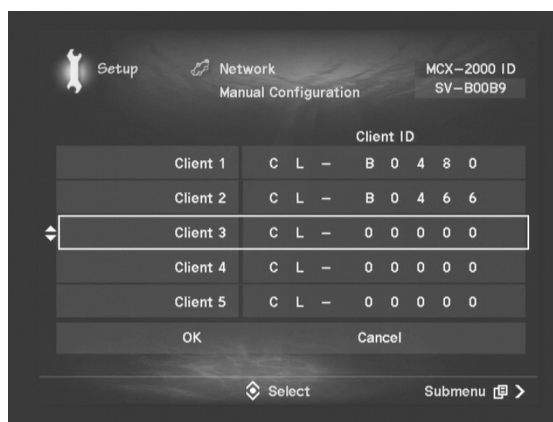 Setup Network MCX-2000 ID
Manual Configuration SV-B00B9
Client ID
Client 1 C L - B 0 4 8 0
Client 2 C L - B 0 4 6 6
Client 3 C L - 0 0 0 0 0
Client 4 C L - 0 0 0 0 0
Client 5 C L - 0 0 0 0 0
OK Cancel
Select Submenu